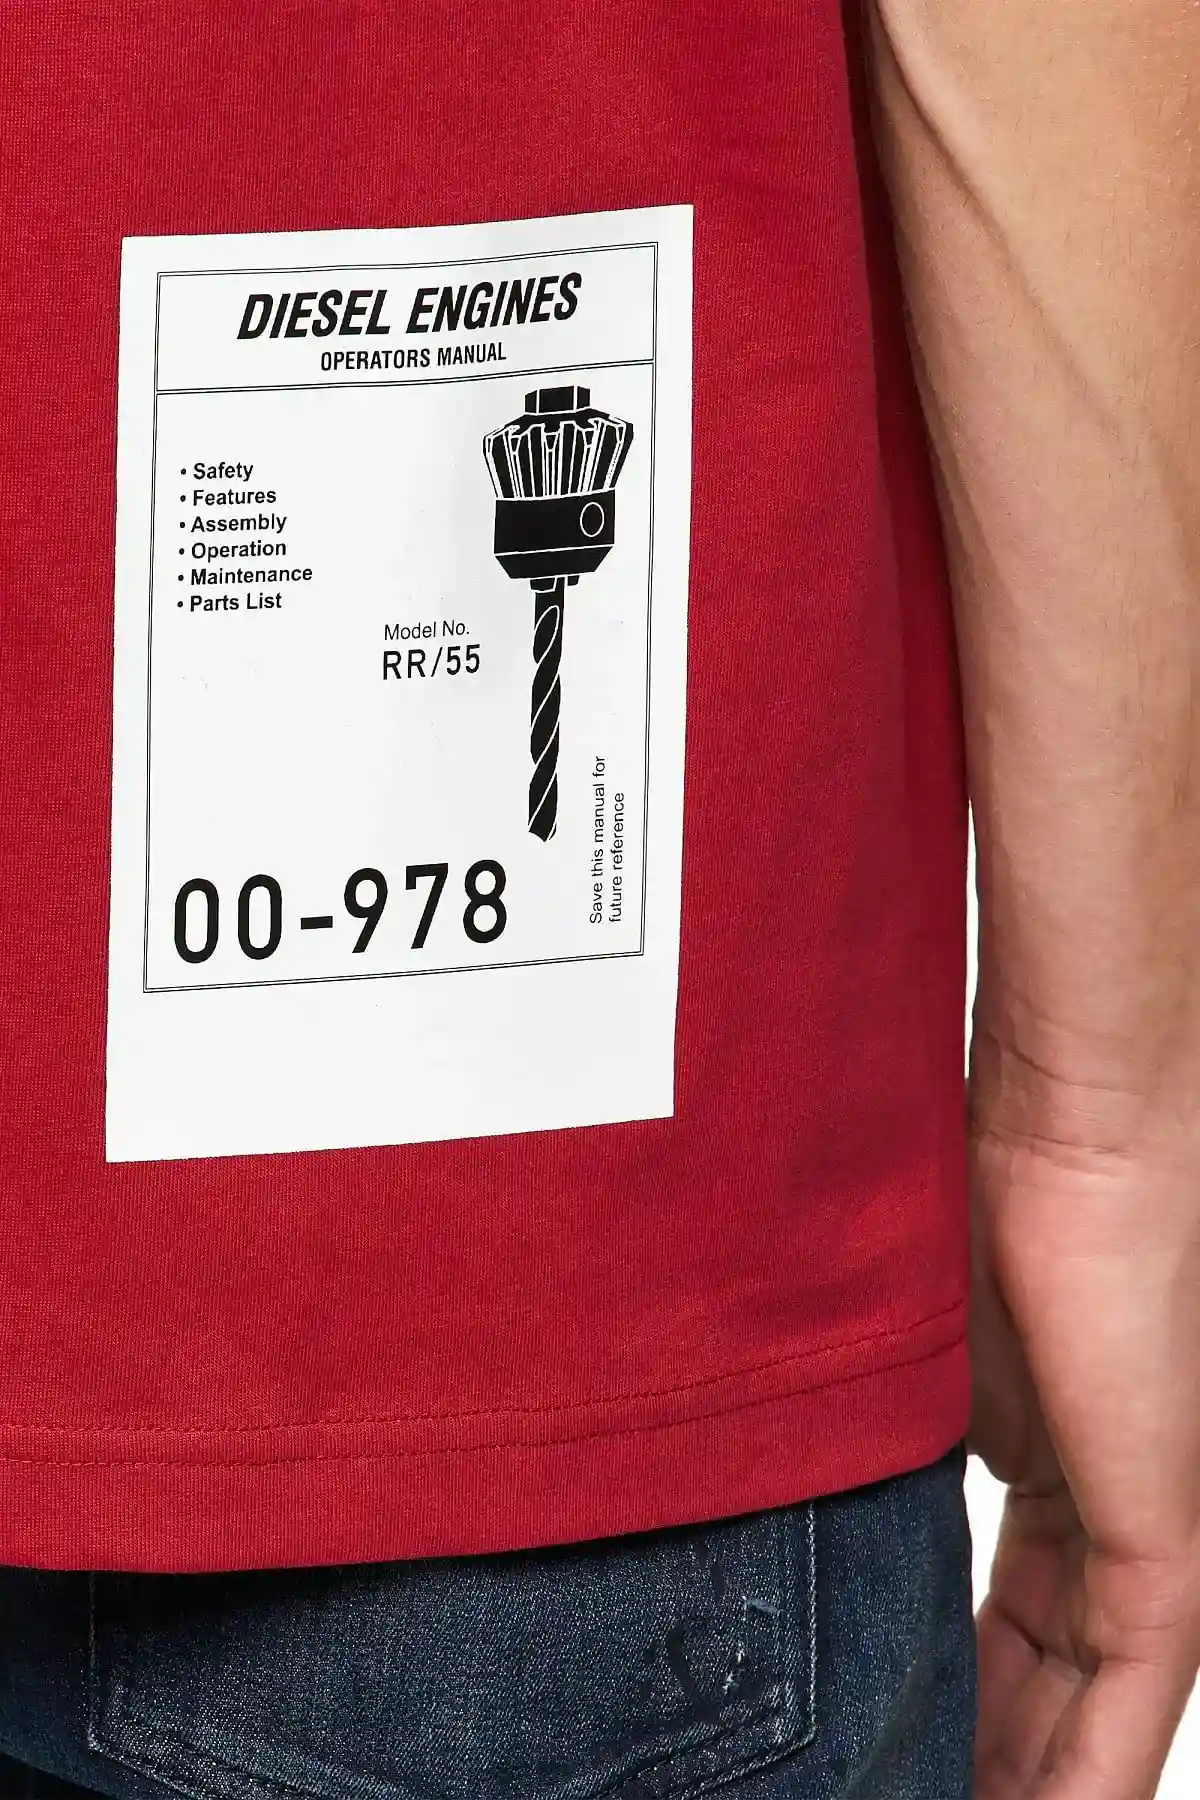 DIESEL ENGINES
OPERATORS MANUAL
• Safety
• Features
• Assembly
• Operation
• Maintenance
• Parts List
Model No.
RR/55
Save this manual for
future reference
00-978